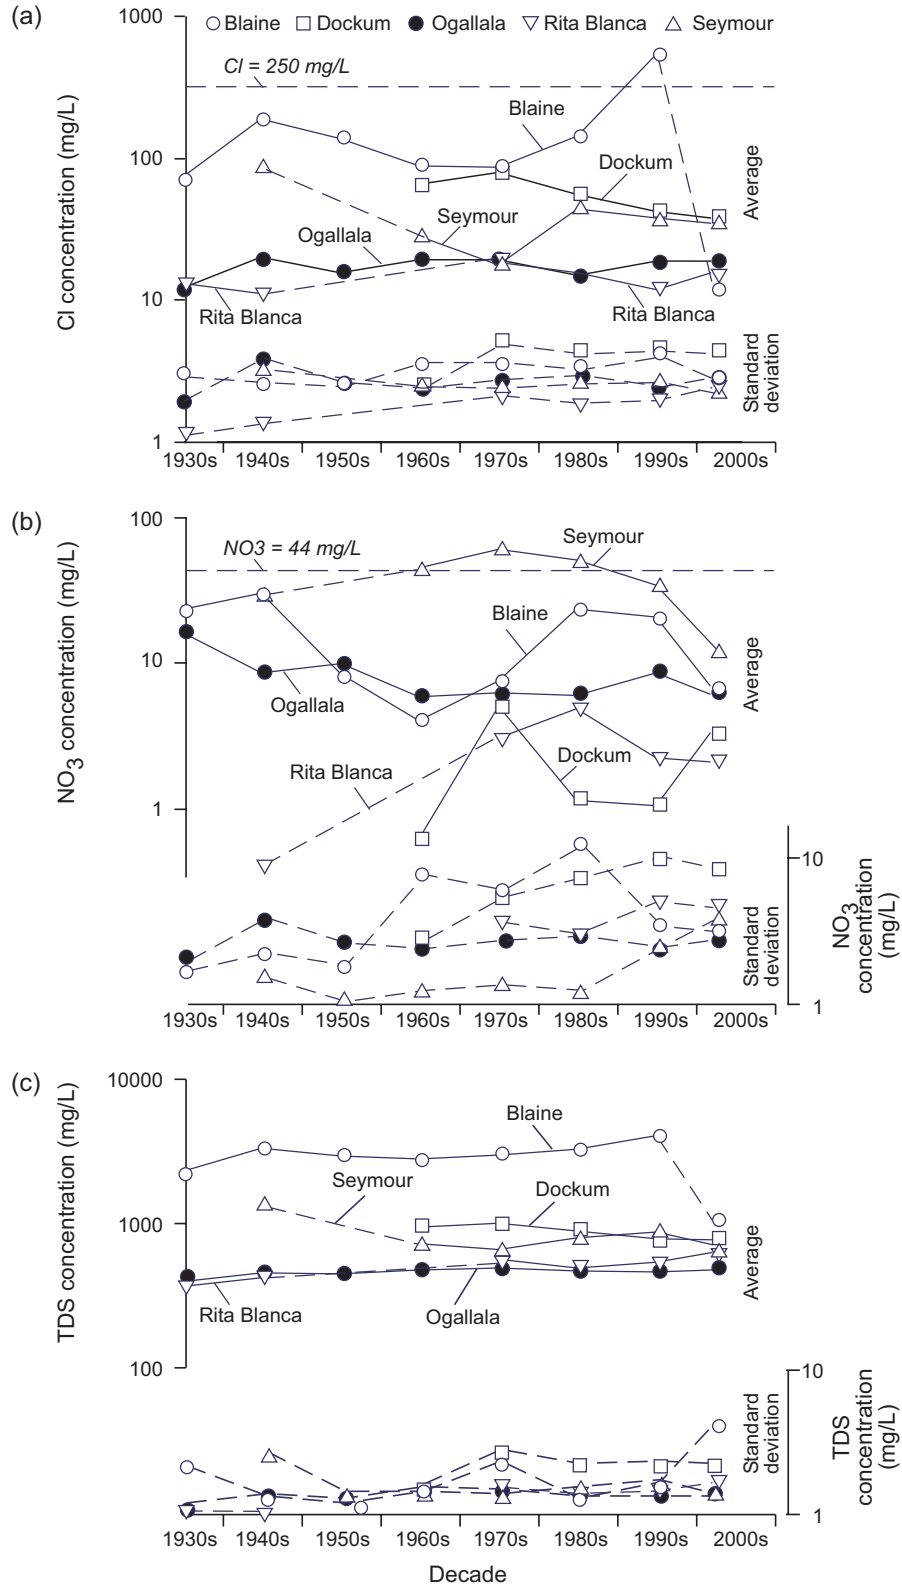 (a)
1000
Blaine Dockum Ogallala Rita Blanca Seymour
Cl = 250 mg/L
Blaine
100
Dockum
Seymour
Ogallala
Rita Blanca
Rita Blanca
10
1
Cl concentration (mg/L)
Average
Standard
deviation
1930s 1940s 1950s 1960s 1970s 1980s 1990s 2000s
(b)
100
NO3 = 44 mg/L
Seymour
Blaine
10
Ogallala
Rita Blanca
Dockum
1
NO3 concentration (mg/L)
Average
Standard
deviation
10
1
NO3
concentration
(mg/L)
1930s 1940s 1950s 1960s 1970s 1980s 1990s 2000s
(c)
10000
Blaine
Seymour
Dockum
1000
Rita Blanca
Ogallala
100
TDS concentration (mg/L)
Average
Standard
deviation
10
1
TDS
concentration
(mg/L)
1930s 1940s 1950s 1960s 1970s 1980s 1990s 2000s
Decade